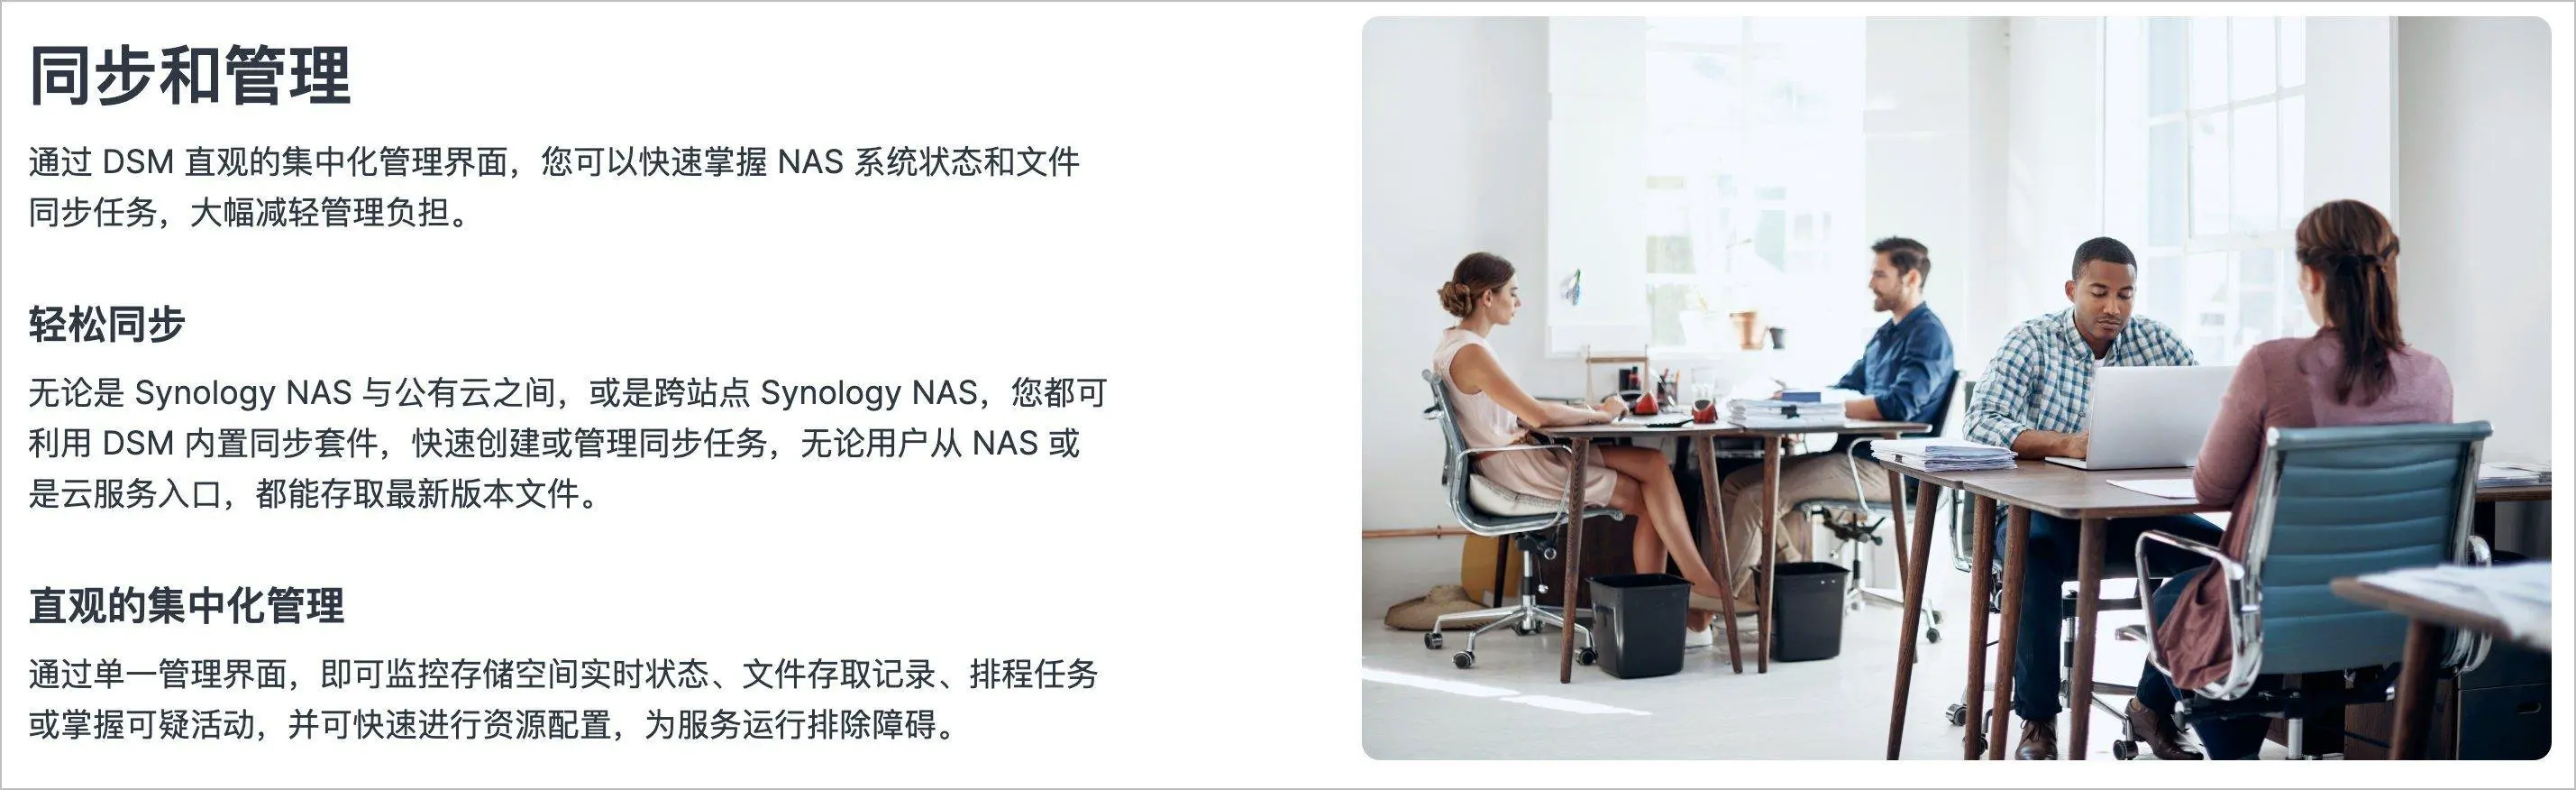 同步和管理
通过 DSM 直观的集中化管理界面，您可以快速掌握 NAS 系统状态和文件
同步任务，大幅减轻管理负担。
轻松同步
无论是 Synology NAS 与公有云之间，或是跨站点 Synology NAS，您都可
利用 DSM 内置同步套件，快速创建或管理同步任务，无论用户从 NAS 或
是云服务入口，都能存取最新版本文件。
直观的集中化管理
通过单一管理界面，即可监控存储空间实时状态、文件存取记录、排程任务
或掌握可疑活动，并可快速进行资源配置，为服务运行排除障碍。